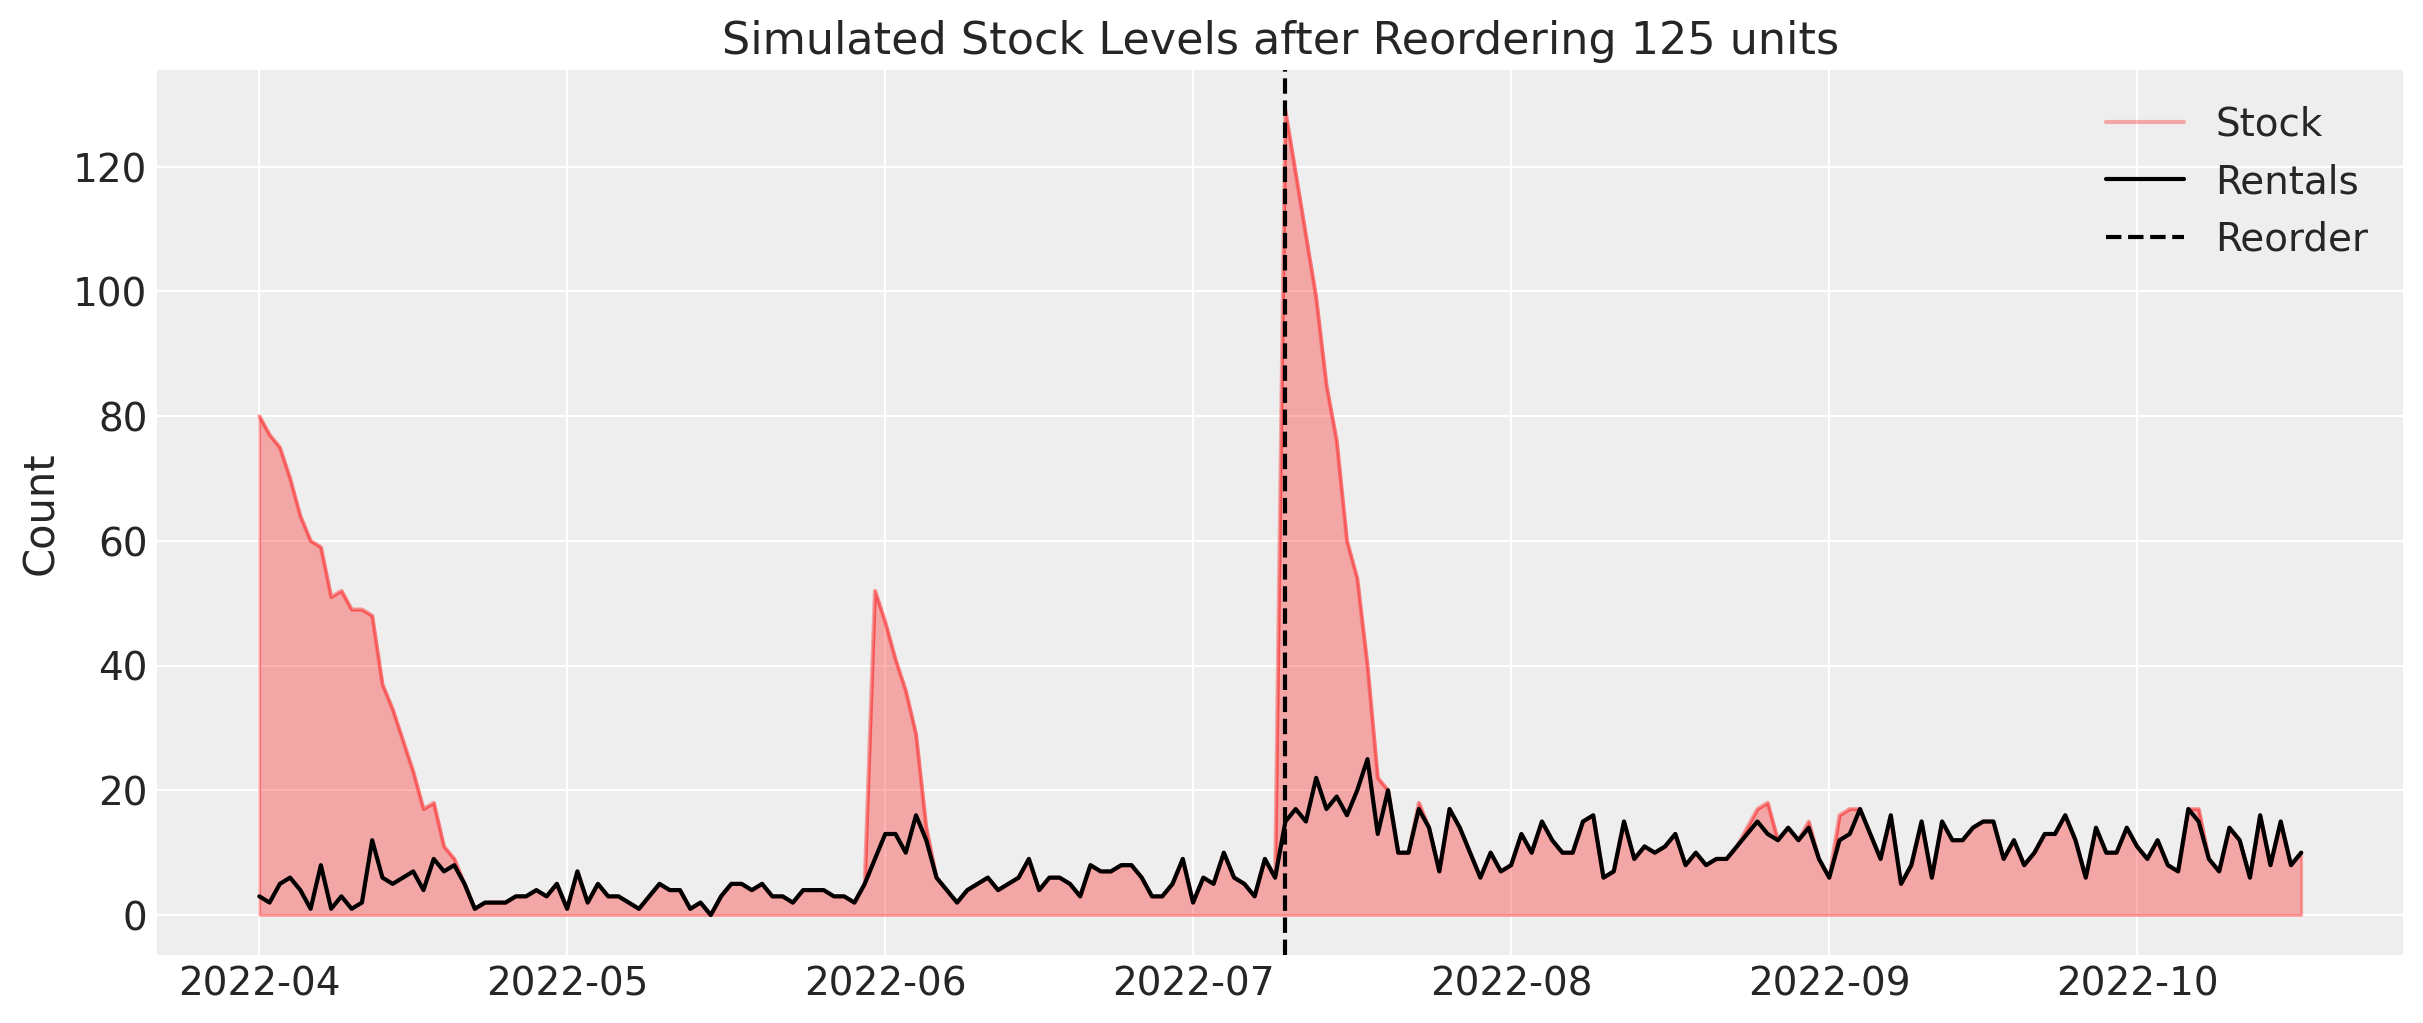 Simulated Stock Levels after Reordering 125 units
Stock
Rentals
Reorder
Count
120
100
80
60
40
20
0
2022-04 2022-05 2022-06 2022-07 2022-08 2022-09 2022-10